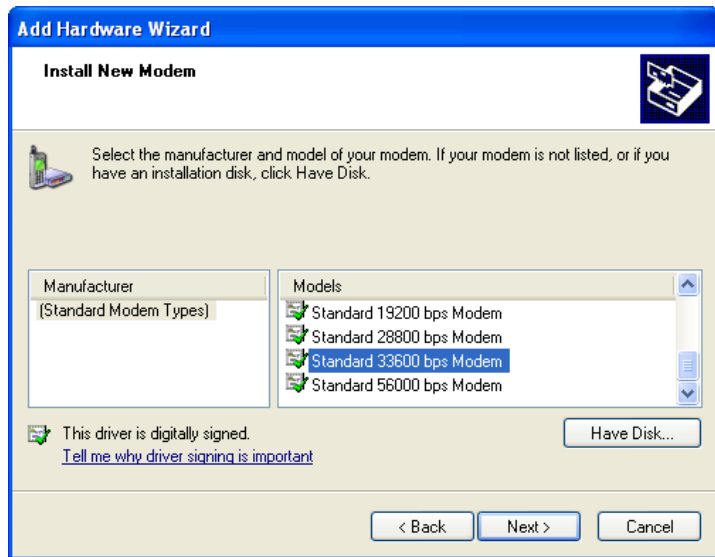 Add Hardware Wizard
Install New Modem
Select the manufacturer and model of your modem. If your modem is not listed, or if you
have an installation disk, click Have Disk.
Manufacturer
(Standard Modem Types)
Models
Standard 19200 bps Modem
Standard 28800 bps Modem
Standard 33600 bps Modem
Standard 56000 bps Modem
This driver is digitally signed.
Tell me why driver signing is important
Have Disk...
< Back
Next >
Cancel